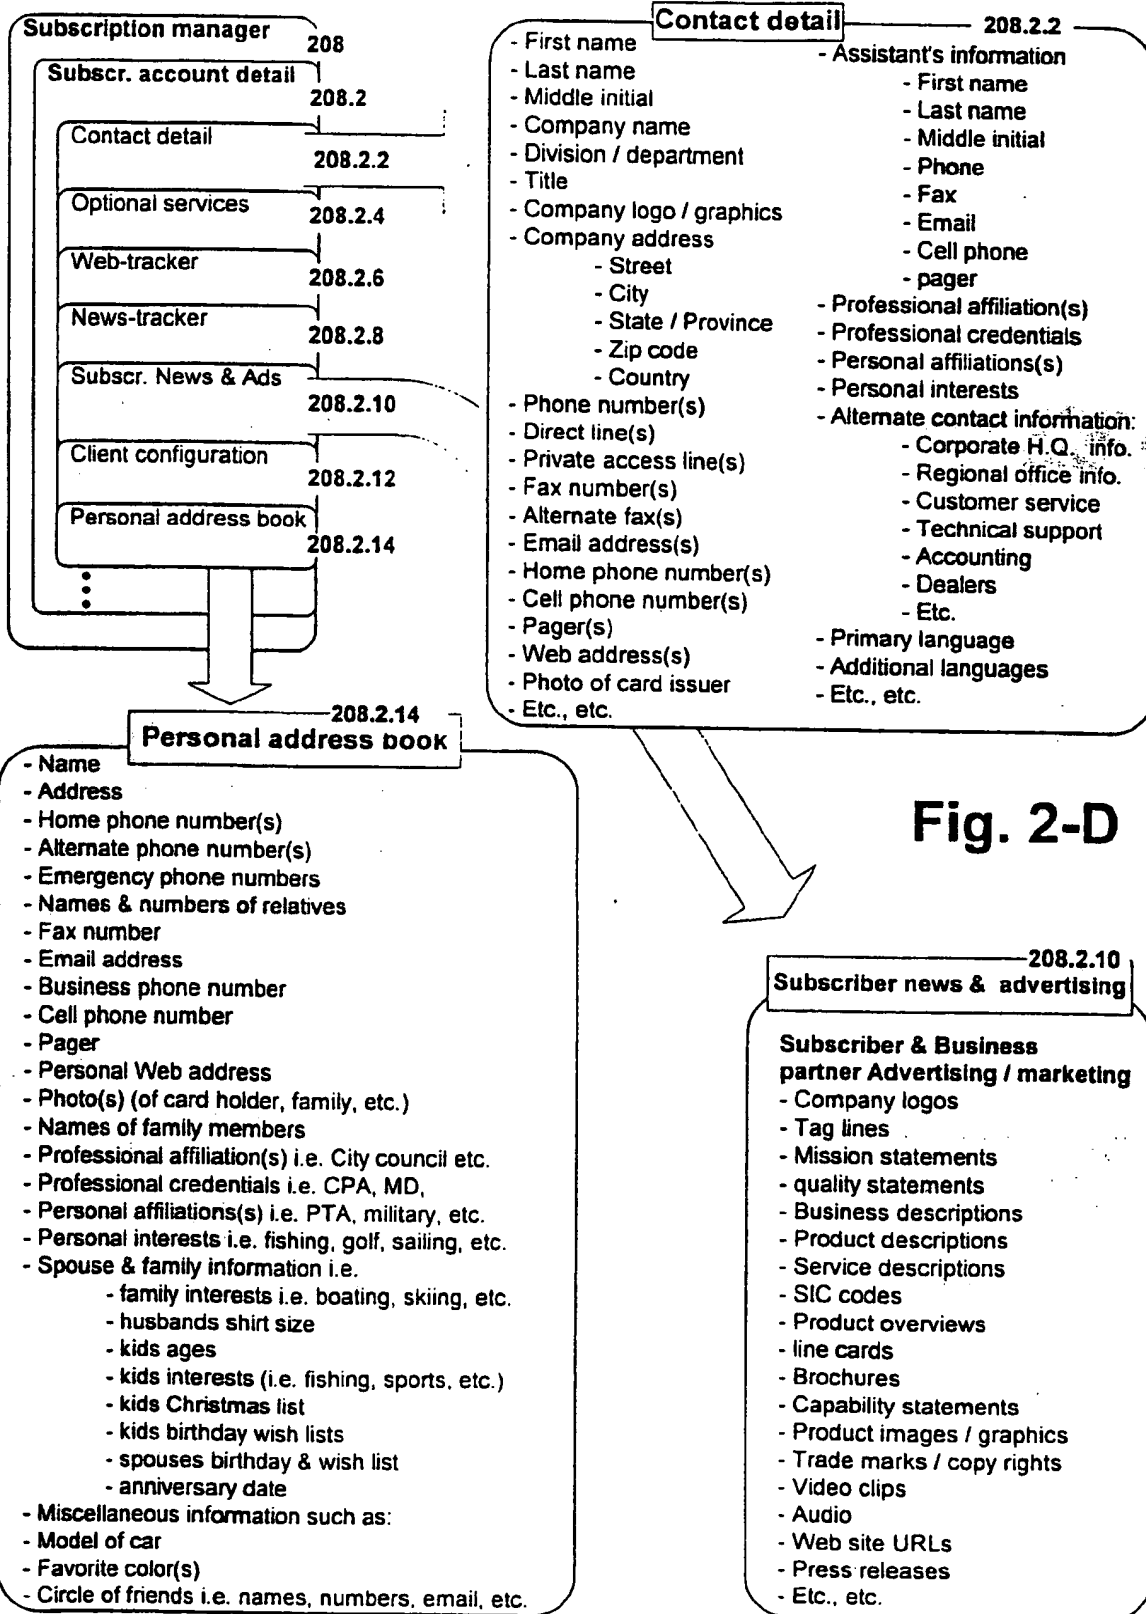 Subscription manager
208
Subscr. account detail
208.2
Contact detail
208.2.2
Optional services
208.2.4
Web-tracker
208.2.6
News-tracker
208.2.8
Subscr. News & Ads
208.2.10
Client configuration
208.2.12
Personal address book
208.2.14
Contact detail
208.2.2
- First name
- Last name
- Middle initial
- Company name
- Division / department
- Title
- Company logo / graphics
- Company address
- Street
- City
- State / Province
- Zip code
- Country
- Phone number(s)
- Direct line(s)
- Private access line(s)
- Fax number(s)
- Alternate fax(s)
- Email address(s)
- Home phone number(s)
- Cell phone number(s)
- Pager(s)
- Web address(s)
- Photo of card issuer
- Etc., etc.
- Assistant's information
- First name
- Last name
- Middle initial
- Phone
- Fax
- Email
- Cell phone
- pager
- Professional affiliation(s)
- Professional credentials
- Personal affiliations(s)
- Personal interests
- Alternate contact information:
- Corporate H.Q. info.
- Regional office info.
- Customer service
- Technical support
- Accounting
- Dealers
- Etc.
- Primary language
- Additional languages
- Etc., etc.
208.2.14
Personal address book
- Name
- Address
- Home phone number(s)
- Alternate phone number(s)
- Emergency phone numbers
- Names & numbers of relatives
- Fax number
- Email address
- Business phone number
- Cell phone number
- Pager
- Personal Web address
- Photo(s) (of card holder, family, etc.)
- Names of family members
- Professional affiliation(s) i.e. City council etc.
- Professional credentials i.e. CPA, MD,
- Personal affiliations(s) i.e. PTA, military, etc.
- Personal interests i.e. fishing, golf, sailing, etc.
- Spouse & family information i.e.
- family interests i.e. boating, skiing, etc.
- husbands shirt size
- kids ages
- kids interests (i.e. fishing, sports, etc.)
- kids Christmas list
- kids birthday wish lists
- spouses birthday & wish list
- anniversary date
- Miscellaneous information such as:
- Model of car
- Favorite color(s)
- Circle of friends i.e. names, numbers, email, etc.
Fig. 2-D
208.2.10
Subscriber news & advertising
Subscriber & Business
partner Advertising / marketing
- Company logos
- Tag lines
- Mission statements
- quality statements
- Business descriptions
- Product descriptions
- Service descriptions
- SIC codes
- Product overviews
- line cards
- Brochures
- Capability statements
- Product images / graphics
- Trade marks / copy rights
- Video clips
- Audio
- Web site URLs
- Press releases
- Etc., etc.